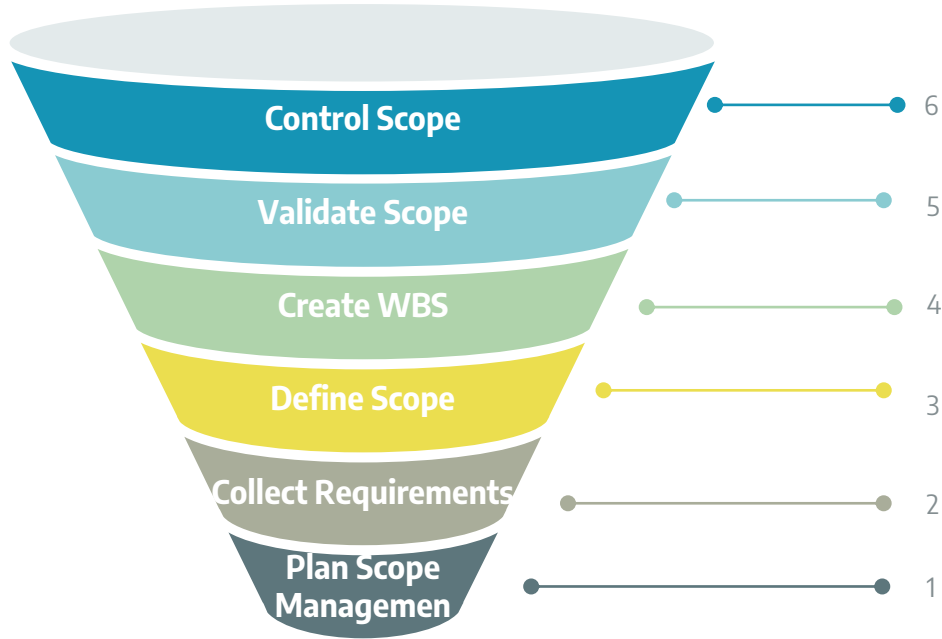 Control Scope
6
Validate Scope
5
Create WBS
4
Define Scope
3
Collect Requirements
2
Plan Scope
Managemen
1